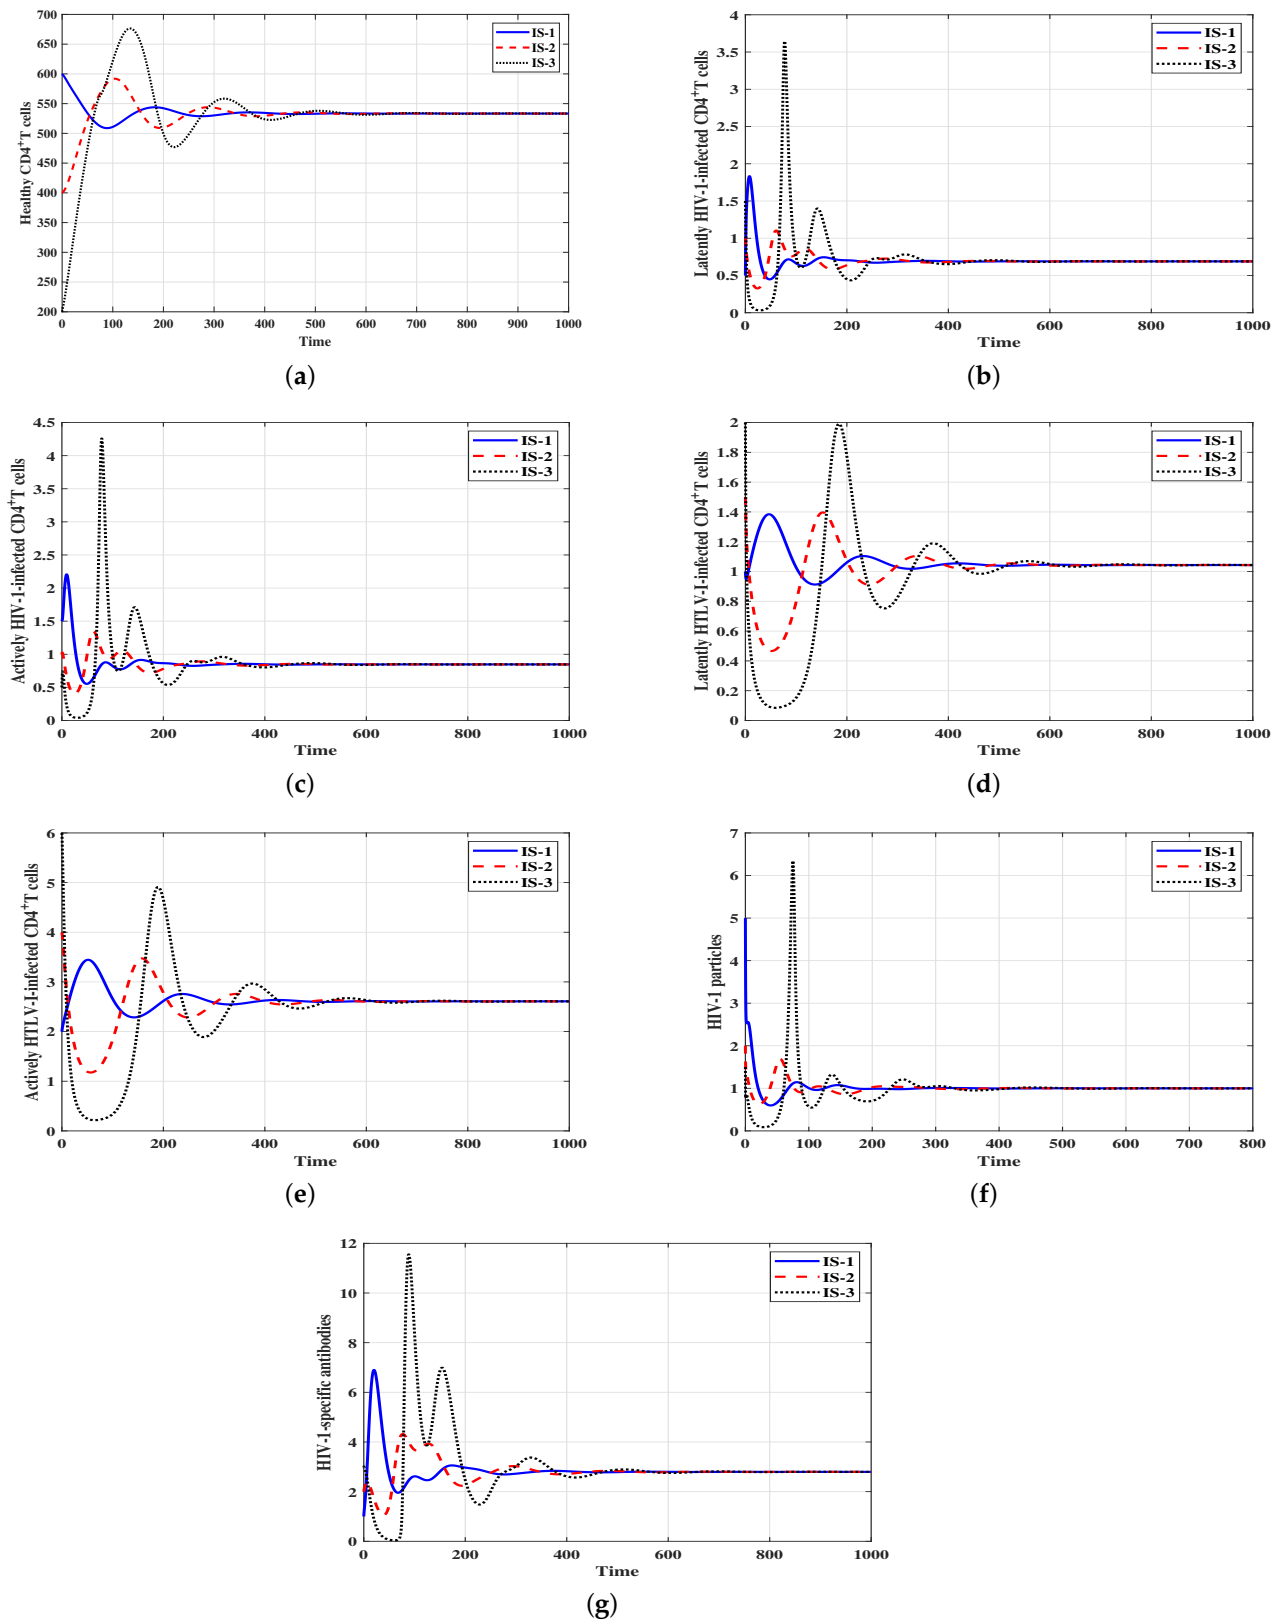 700
650
600
550
500
450
400
350
300
250
200
Healthy CD4+T cells
IS-1
IS-2
IS-3
0 100 200 300 400 500 600 700 800 900 1000
Time
(a)
4
3.5
3
2.5
2
1.5
1
0.5
0
Latently HIV-1-infected CD4+T cells
IS-1
IS-2
IS-3
0 200 400 600 800 1000
Time
(b)
4.5
4
3.5
3
2.5
2
1.5
1
0.5
0
Actively HIV-1-infected CD4+T cells
IS-1
IS-2
IS-3
0 200 400 600 800 1000
Time
(c)
2
1.8
1.6
1.4
1.2
1
0.8
0.6
0.4
0.2
0
Latently HTLV-I-infected CD4+T cells
IS-1
IS-2
IS-3
0 200 400 600 800 1000
Time
(d)
6
5
4
3
2
1
0
Actively HTLV-I-infected CD4+T cells
IS-1
IS-2
IS-3
0 200 400 600 800 1000
Time
(e)
7
6
5
4
3
2
1
0
HIV-1 particles
IS-1
IS-2
IS-3
0 100 200 300 400 500 600 700 800
Time
(f)
12
10
8
6
4
2
0
HIV-1-specific antibodies
IS-1
IS-2
IS-3
0 200 400 600 800 1000
Time
(g)